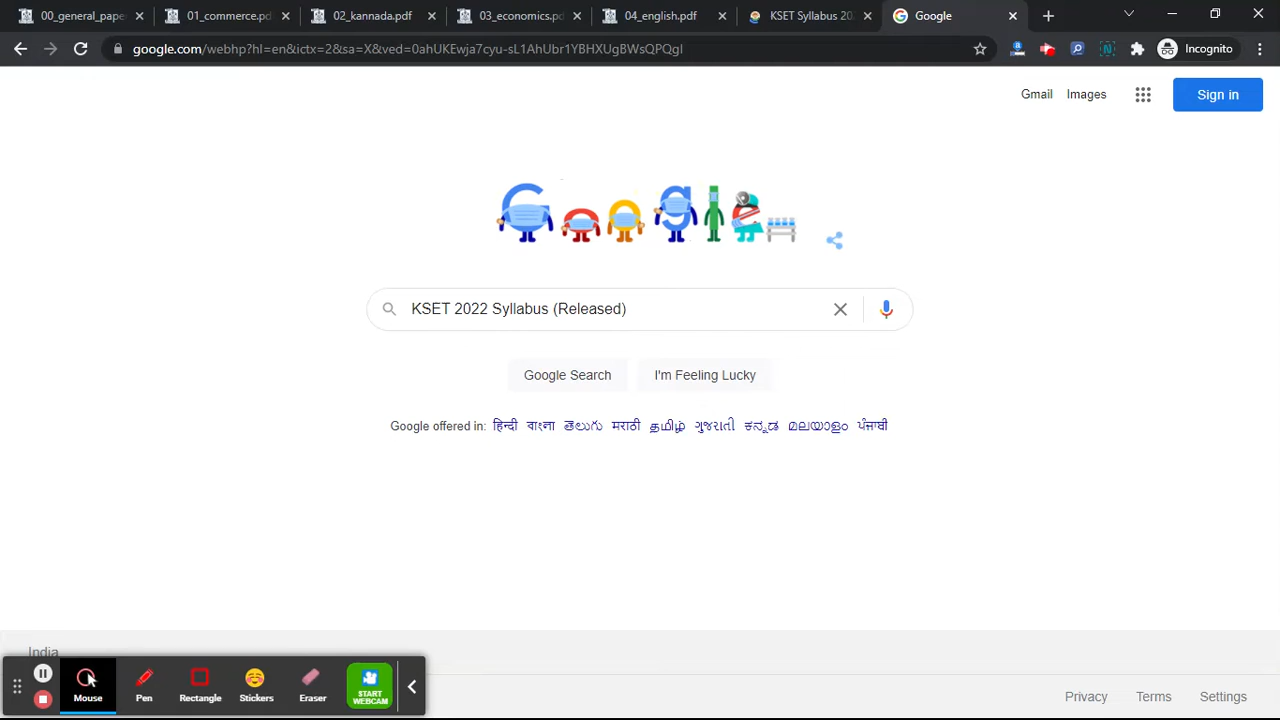 00_general_pape
01_commerce.pd
02_kannada.pdf
03_economics.pd
04_english.pdf
KSET Syllabus 202
Google
google.com/webhp?hl=en&ictx=2&sa=X&ved=0ahUKEwja7cyu-sL1AhUbr1YBHXUgBWsQPQgI
Incognito
Gmail Images
Sign in
Google
KSET 2022 Syllabus (Released)
Google Search I'm Feeling Lucky
Google offered in: हिन्दी বাংলা తెలుగు मराठी தமிழ் ગુજરાતી ಕನ್ನಡ മലയാളം ਪੰਜਾਬੀ
India
Mouse Pen Rectangle Stickers Eraser START WEBCAM
Privacy Terms Settings